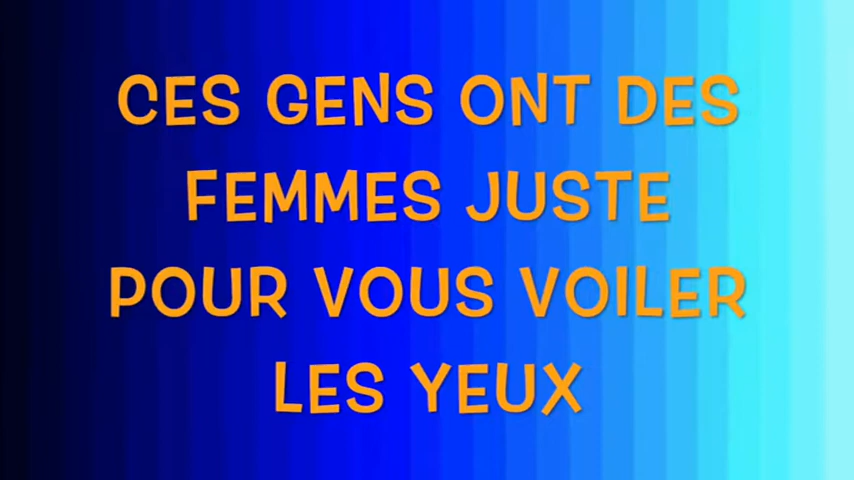 CES GENS ONT DES
FEMMES JUSTE
POUR VOUS VOILER
LES YEUX